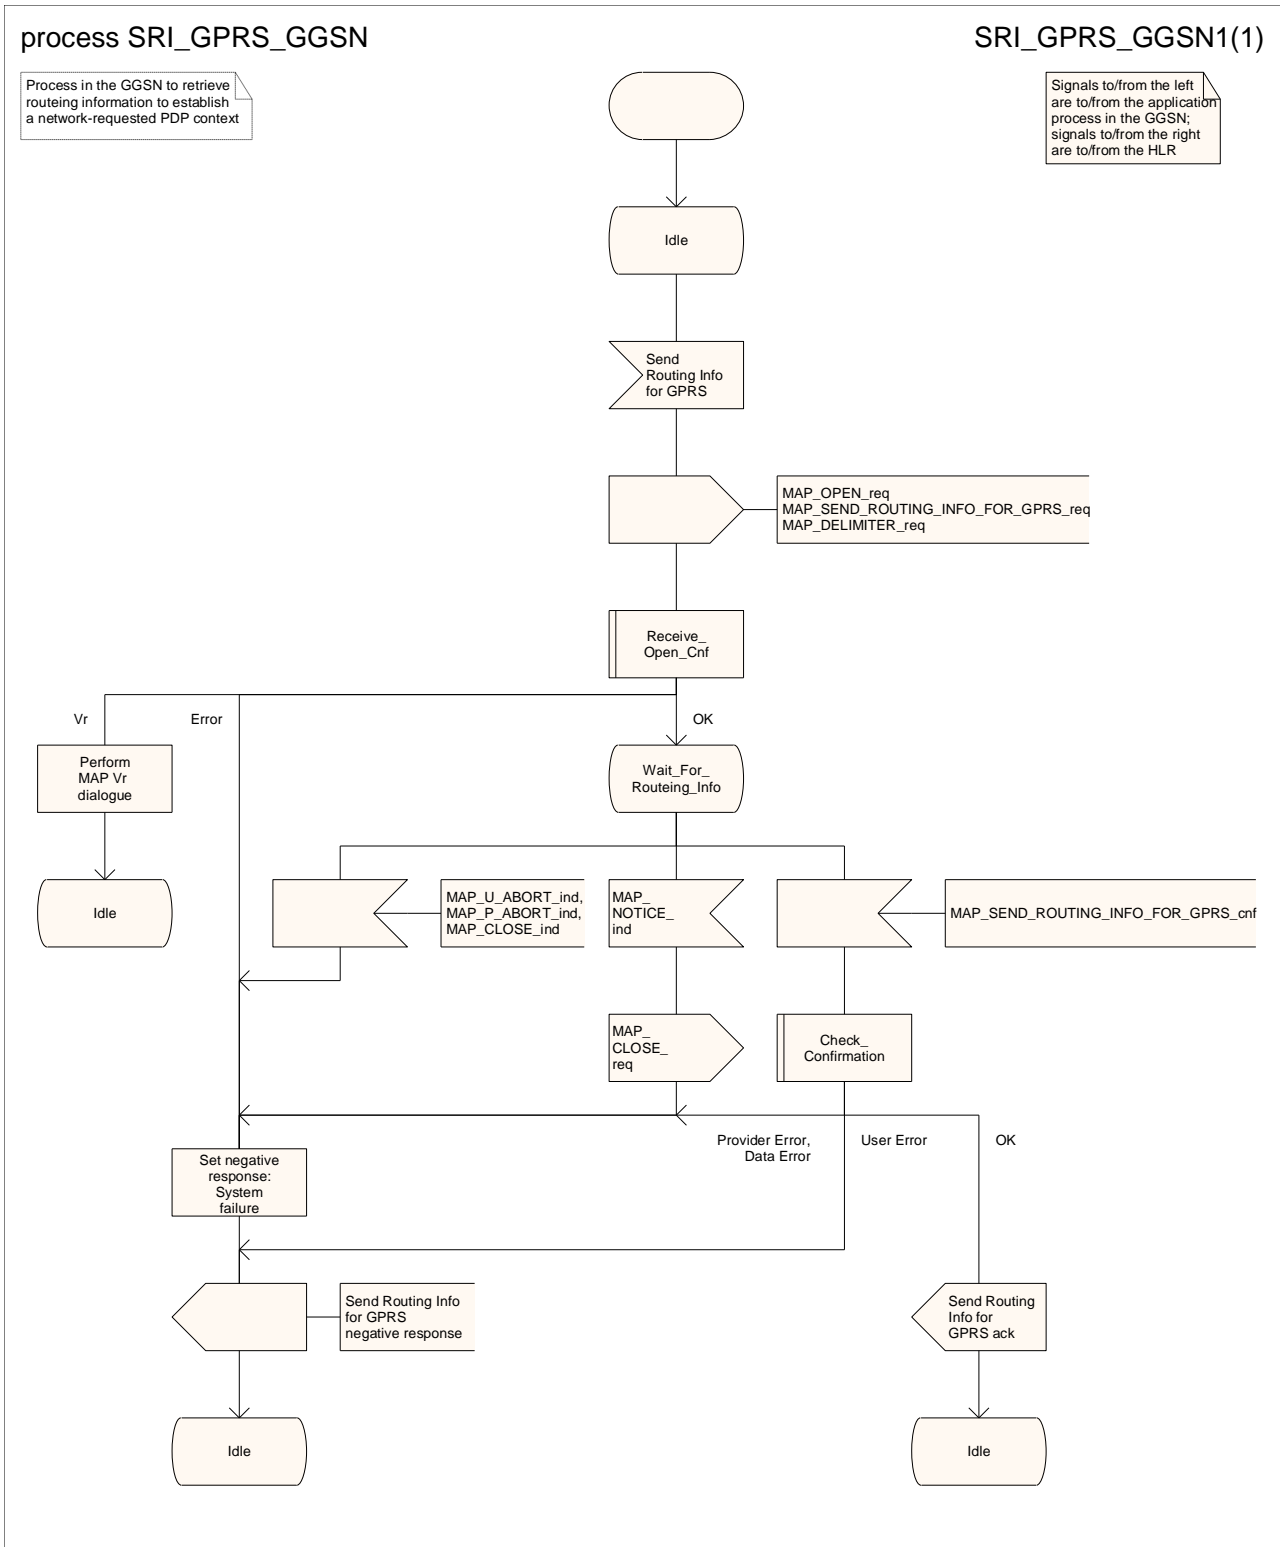 process SRI_GPRS_GGSN
SRI_GPRS_GGSN1(1)
Process in the GGSN to retrieve
routeing information to establish
a network-requested PDP context
Signals to/from the left
are to/from the application
process in the GGSN;
signals to/from the right
are to/from the HLR
Idle
Send
Routing Info
for GPRS
MAP_OPEN_req
MAP_SEND_ROUTING_INFO_FOR_GPRS_req
MAP_DELIMITER_req
Receive_
Open_Cnf
Vr
Error
OK
Perform
MAP Vr
dialogue
Wait_For_
Routeing_Info
Idle
MAP_U_ABORT_ind,
MAP_P_ABORT_ind,
MAP_CLOSE_ind
MAP_
NOTICE_
ind
MAP_SEND_ROUTING_INFO_FOR_GPRS_cnf
MAP_
CLOSE_
req
Check_
Confirmation
Provider Error,
Data Error
User Error
OK
Set negative
response:
System
failure
Send Routing Info
for GPRS
negative response
Send Routing
Info for
GPRS ack
Idle
Idle